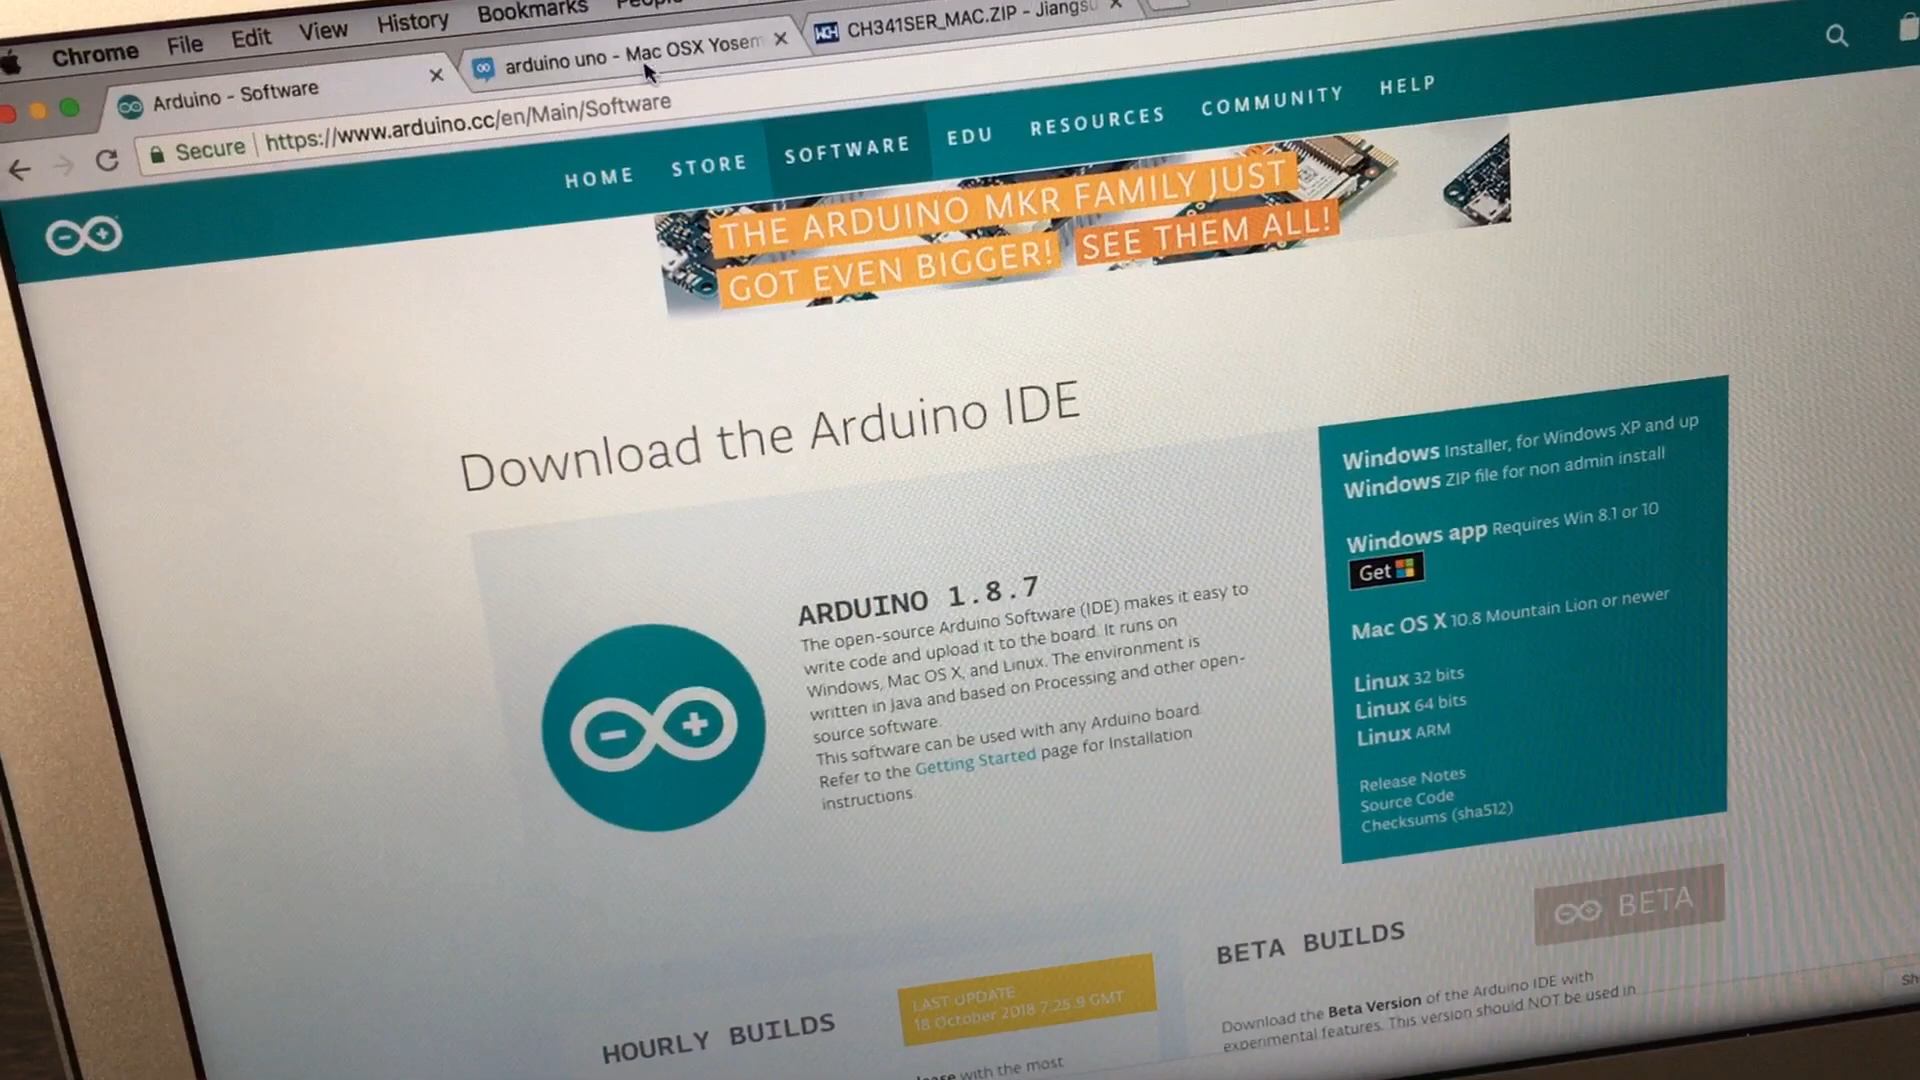 Chrome File Edit View History Bookmarks
Arduino - Software
arduino uno - Mac OSX Yosem
CH341SER_MAC.ZIP - Jiangsu
Secure https://www.arduino.cc/en/Main/Software
HOME STORE SOFTWARE EDU RESOURCES COMMUNITY HELP
THE ARDUINO MKR FAMILY JUST
GOT EVEN BIGGER! SEE THEM ALL!
Download the Arduino IDE
ARDUINO 1.8.7
The open-source Arduino Software (IDE) makes it easy to
write code and upload it to the board. It runs on
Windows, Mac OS X, and Linux. The environment is
written in Java and based on Processing and other open-
source software.
This software can be used with any Arduino board.
Refer to the Getting Started page for Installation
instructions.
Windows Installer, for Windows XP and up
Windows ZIP file for non admin install
Windows app Requires Win 8.1 or 10
Get
Mac OS X 10.8 Mountain Lion or newer
Linux 32 bits
Linux 64 bits
Linux ARM
Release Notes
Source Code
Checksums (sha512)
HOURLY BUILDS
LAST UPDATE
18 October 2018 7:25:9 GMT
with the most
BETA BUILDS
BETA
Download the Beta Version of the Arduino IDE with
experimental features. This version should NOT be used in